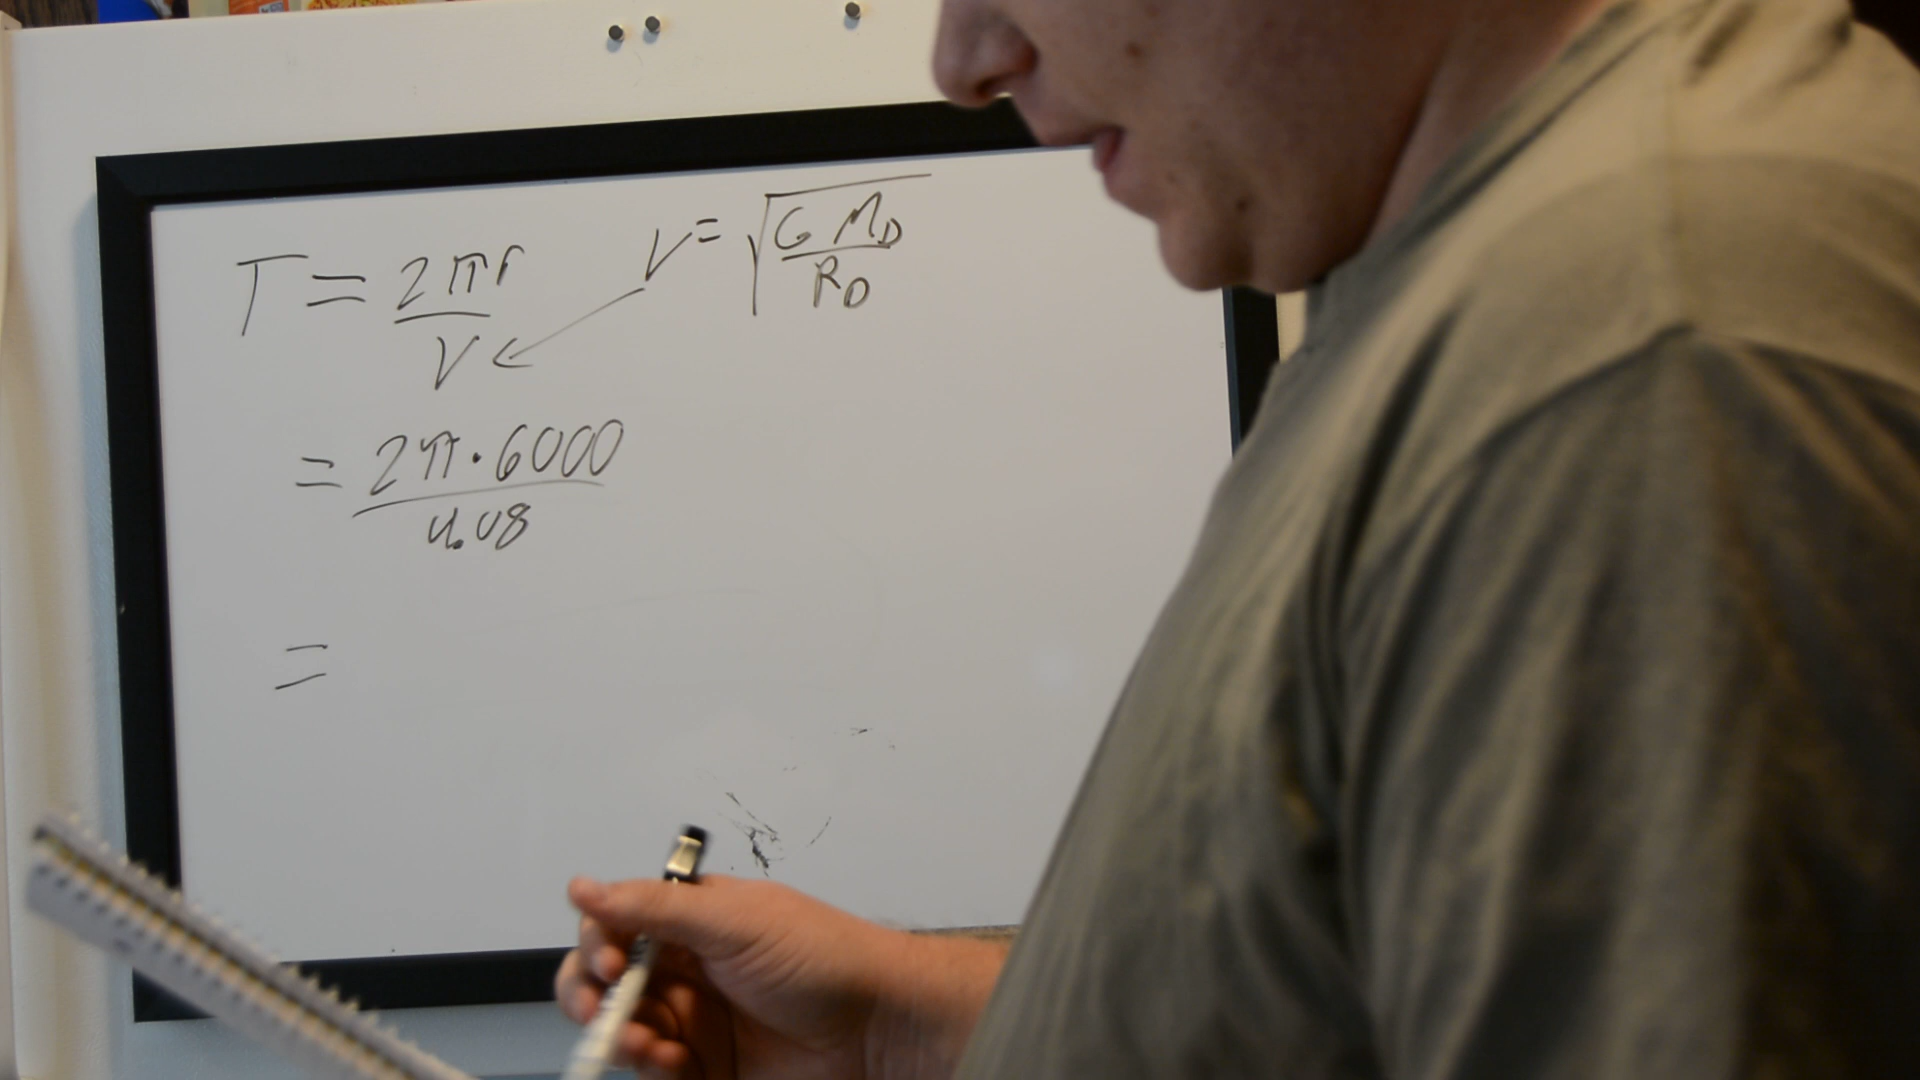 T = 2πr / V
V = √(G M_D / R_D)
= 2π · 6000 / 4.08
=